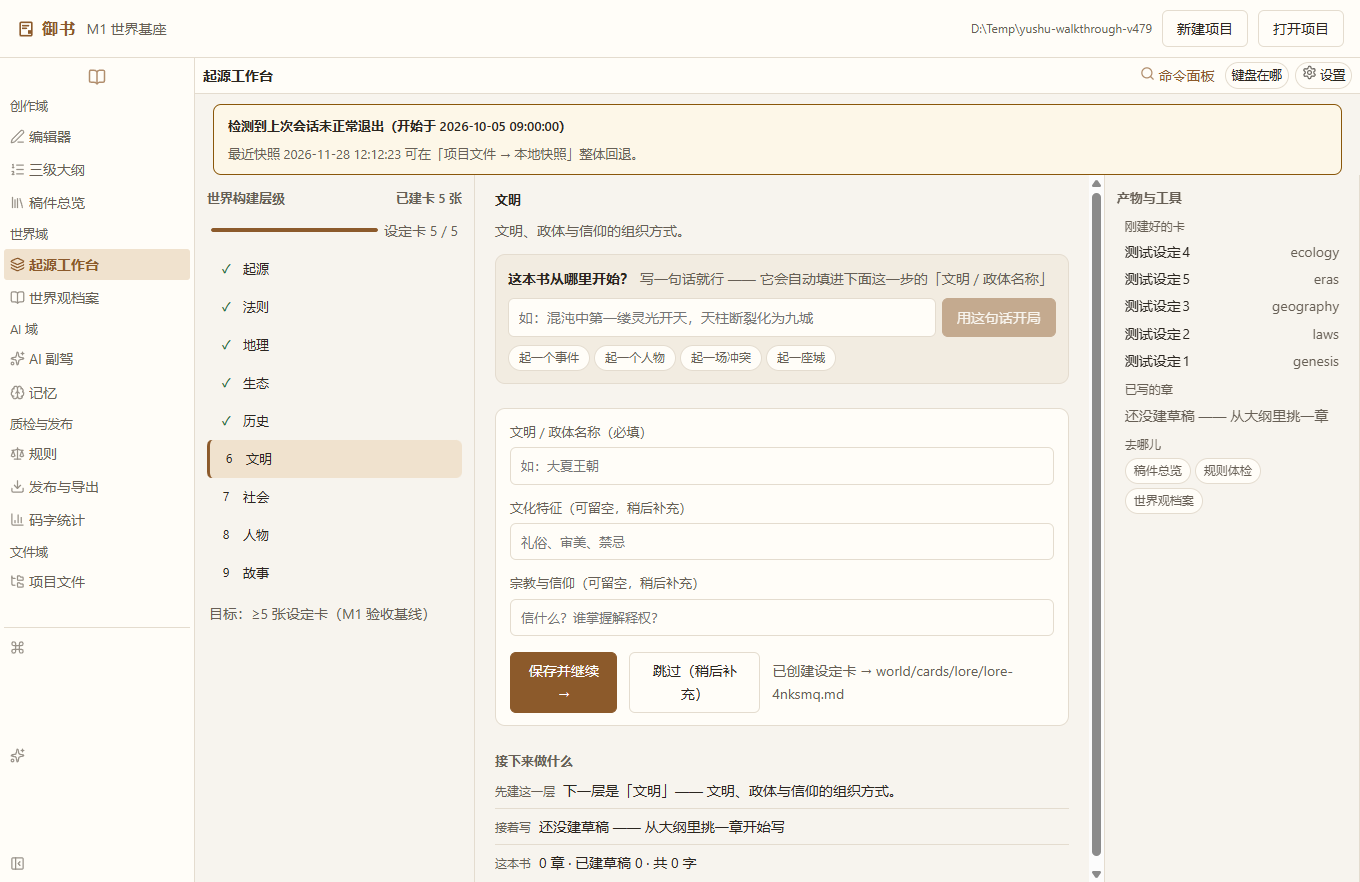 御书 M1 世界基座
D:\Temp\yushu-walkthrough-v479 新建项目 打开项目
起源工作台
命令面板 键盘在哪 设置
创作域
编辑器
三级大纲
稿件总览
世界域
起源工作台
世界观档案
AI 域
AI 副驾
记忆
质检与发布
规则
发布与导出
码字统计
文件域
项目文件
检测到上次会话未正常退出（开始于 2026-10-05 09:00:00）
最近快照 2026-11-28 12:12:23 可在「项目文件 → 本地快照」整体回退。
世界构建层级 已建卡 5 张
设定卡 5 / 5
✓ 起源
✓ 法则
✓ 地理
✓ 生态
✓ 历史
6 文明
7 社会
8 人物
9 故事
目标：≥5 张设定卡（M1 验收基线）
文明
文明、政体与信仰的组织方式。
这本书从哪里开始？ 写一句话就行 —— 它会自动填进下面这一步的「文明 / 政体名称」
如：混沌中第一缕灵光开天，天柱断裂化为九城 用这句话开局
起一个事件 起一个人物 起一场冲突 起一座城
文明 / 政体名称（必填）
如：大夏王朝
文化特征（可留空，稍后补充）
礼俗、审美、禁忌
宗教与信仰（可留空，稍后补充）
信什么？谁掌握解释权？
保存并继续
→
跳过（稍后补
充）
已创建设定卡 → world/cards/lore/lore-
4nksmq.md
接下来做什么
先建这一层 下一层是「文明」—— 文明、政体与信仰的组织方式。
接着写 还没建草稿 —— 从大纲里挑一章开始写
这本书 0 章 · 已建草稿 0 · 共 0 字
产物与工具
刚建好的卡
测试设定4 ecology
测试设定5 eras
测试设定3 geography
测试设定2 laws
测试设定1 genesis
已写的章
还没建草稿 —— 从大纲里挑一章
去哪儿
稿件总览 规则体检
世界观档案